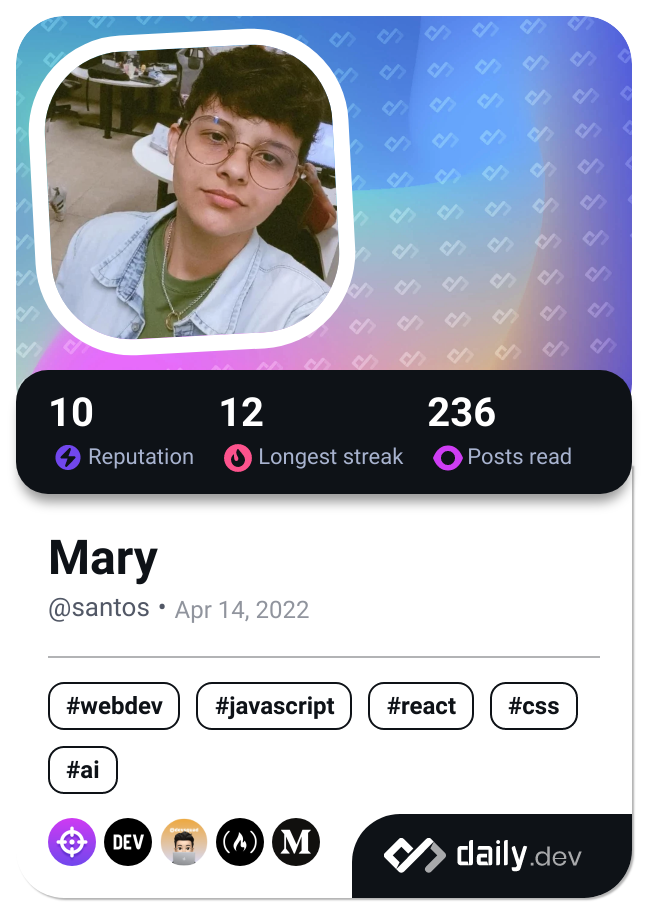 10 12 236
Reputation Longest streak Posts read
Mary
@santos • Apr 14, 2022
#webdev #javascript #react #css
#ai
DEV M daily.dev